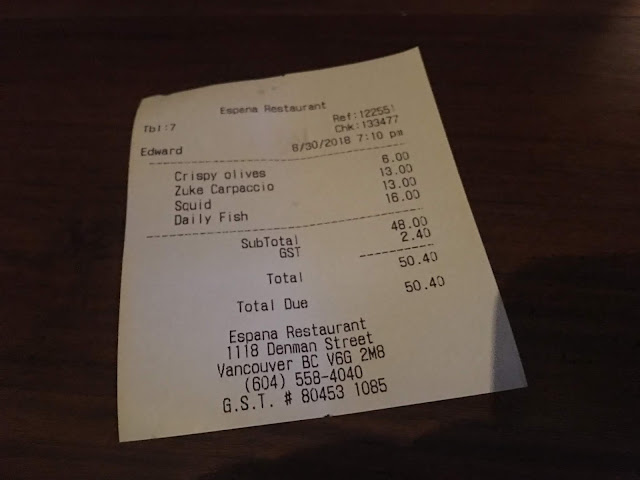 Espana Restaurant
Tbl:7 Ref:122551
Chk:133477
Edward 8/30/2018 7:10 pm
Crispy olives 6.00
Zuke Carpaccio 13.00
Squid 13.00
Daily Fish 16.00
SubTotal 48.00
GST 2.40
Total 50.40
Total Due 50.40
Espana Restaurant
1118 Denman Street
Vancouver BC V6G 2M8
(604) 558-4040
G.S.T. # 80453 1085